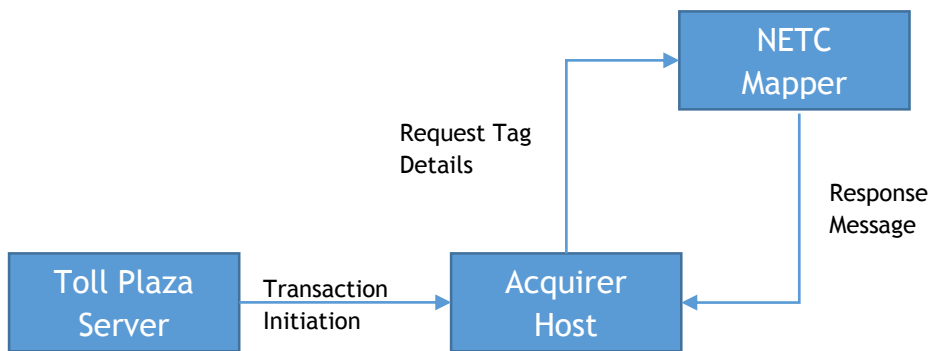 NETC
Mapper
Request Tag
Details
Response
Message
Toll Plaza
Server
Transaction
Initiation
Acquirer
Host